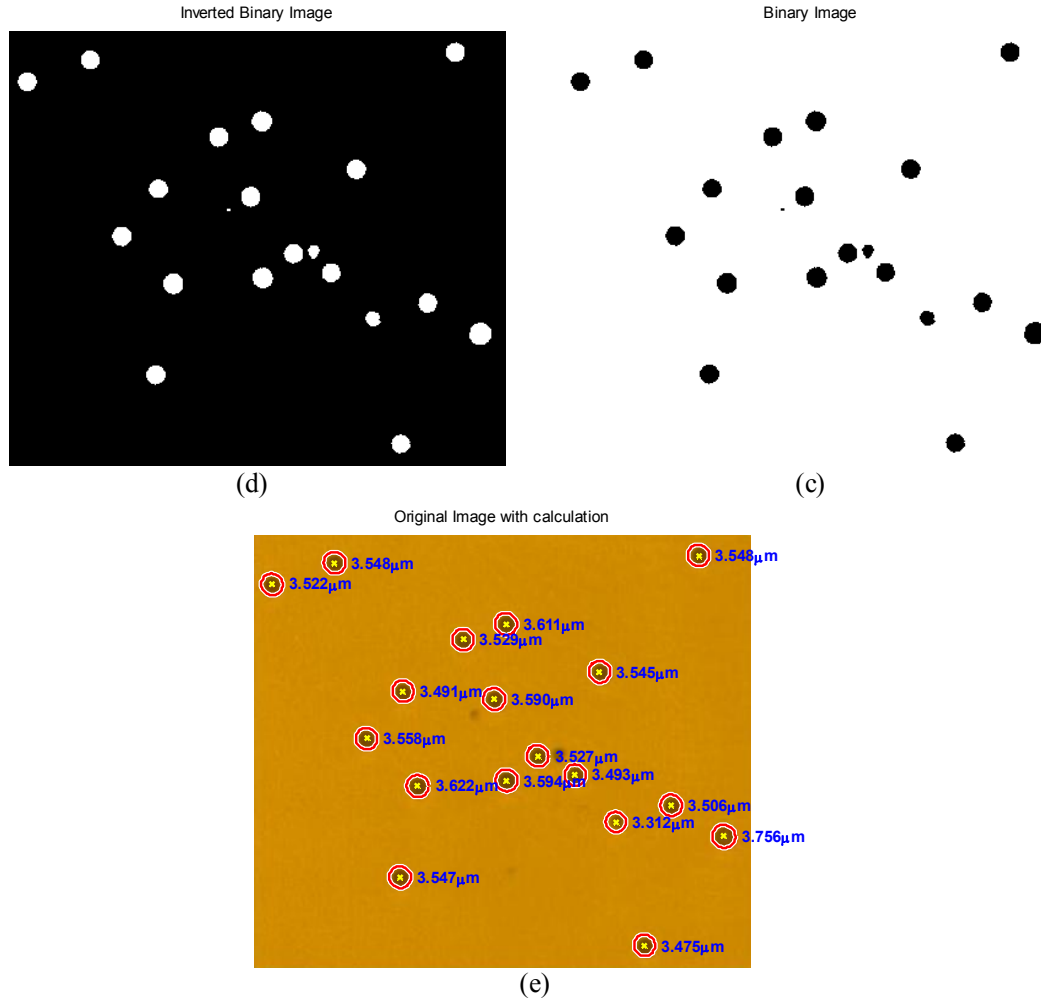 Inverted Binary Image
Binary Image
(d)
(c)
Original Image with calculation
3.548μm
3.548μm
3.522μm
3.611μm
3.529μm
3.545μm
3.491μm
3.590μm
3.558μm
3.527μm
3.493μm
3.622μm
3.594μm
3.506μm
3.312μm
3.756μm
3.547μm
3.475μm
(e)